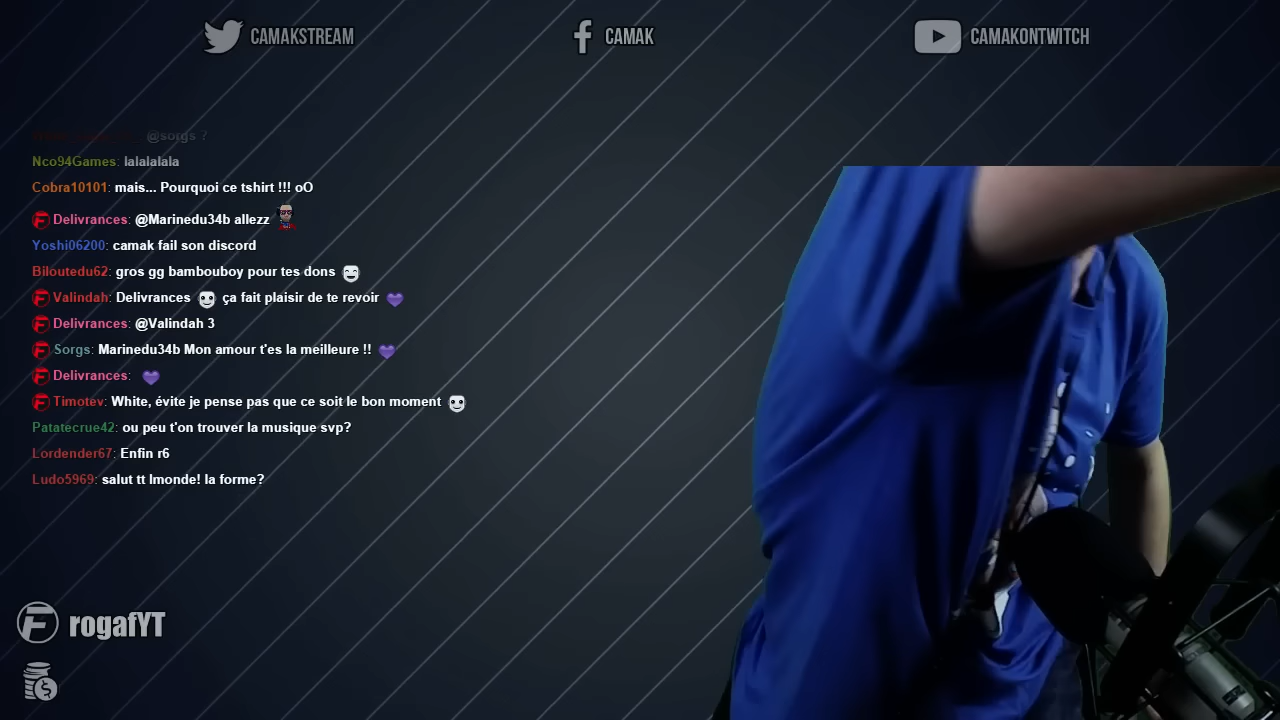 CAMAKSTREAM
CAMAK
CAMAKONTWITCH
@sorgs ?
Nco94Games: lalalalala
Cobra10101: mais... Pourquoi ce tshirt !!! oO
Delivrances: @Marinedu34b allezz
Yoshi06200: camak fail son discord
Biloutedu62: gros gg bambouboy pour tes dons
Valindah: Delivrances ça fait plaisir de te revoir
Delivrances: @Valindah 3
Sorgs: Marinedu34b Mon amour t'es la meilleure !!
Delivrances:
Timotev: White, évite je pense pas que ce soit le bon moment
Patatecrue42: ou peu t'on trouver la musique svp?
Lordender67: Enfin r6
Ludo5969: salut tt lmonde! la forme?
rogafYT